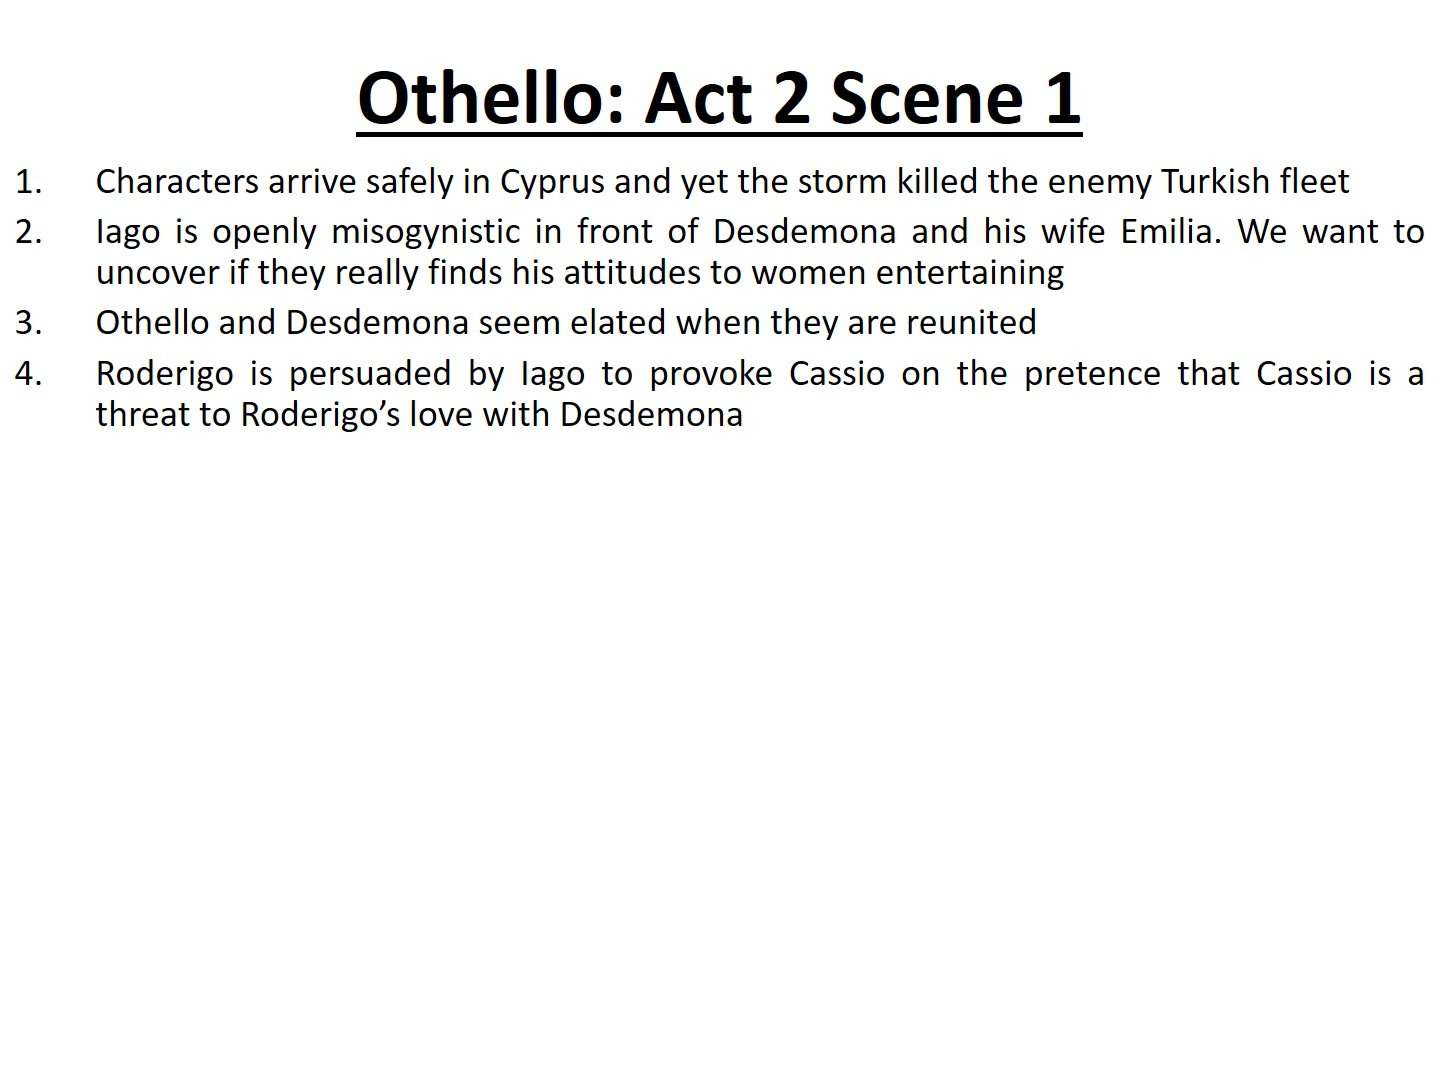 Othello: Act 2 Scene 1
1. Characters arrive safely in Cyprus and yet the storm killed the enemy Turkish fleet
2. Iago is openly misogynistic in front of Desdemona and his wife Emilia. We want to
uncover if they really finds his attitudes to women entertaining
3. Othello and Desdemona seem elated when they are reunited
4. Roderigo is persuaded by Iago to provoke Cassio on the pretence that Cassio is a
threat to Roderigo’s love with Desdemona